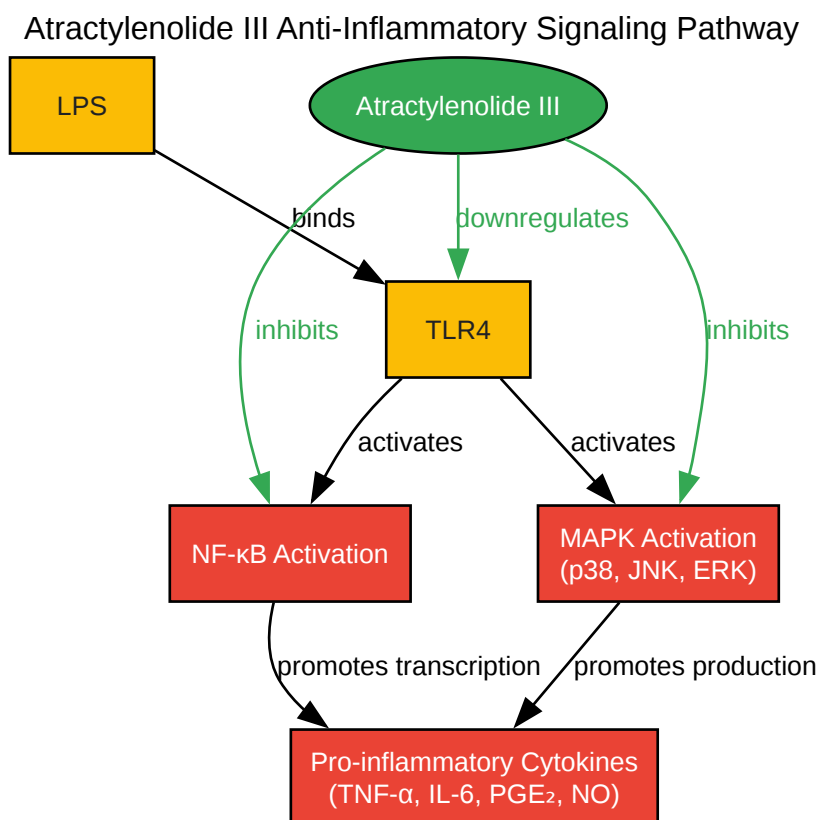 Atractylenolide III Anti-Inflammatory Signaling Pathway
LPS
Atractylenolide III
binds
downregulates
inhibits
TLR4
inhibits
activates
activates
NF-κB Activation
MAPK Activation
(p38, JNK, ERK)
promotes transcription
promotes production
Pro-inflammatory Cytokines
(TNF-α, IL-6, PGE₂, NO)